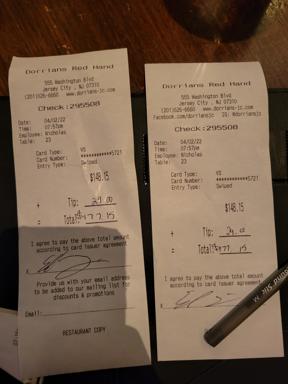 Dorrians Red Hand
555 Washington Blvd
Jersey City , NJ 07310
(201)626-6660 www.dorrians-jc.com
Check:295508
Date: 04/02/22
Time: 07:57pm
Employee: Nicholas
Table: 23
Card Type: VS
Card Number: ************5721
Entry Type: Swiped
$148.15
+ Tip: 29.00
= Total: $177.15
I agree to pay the above total amount
according to card issuer agreement.
x
Provide us with your email address
to be added to our mailing list for
discounts & promotions
Email:
RESTAURANT COPY
Dorrians Red Hand
555 Washington Blvd
Jersey City , NJ 07310
(201)626-6660 www.dorrians-jc.com
Facebook.com/dorriansjc IG: @dorriansjc
Check:295508
Date: 04/02/22
Time: 07:57pm
Employee: Nicholas
Table: 23
Card Type: VS
Card Number: ************5721
Entry Type: Swiped
$148.15
+ Tip: 29.00
= Total: $177.15
I agree to pay the above total amount
according to card issuer agreement.
x